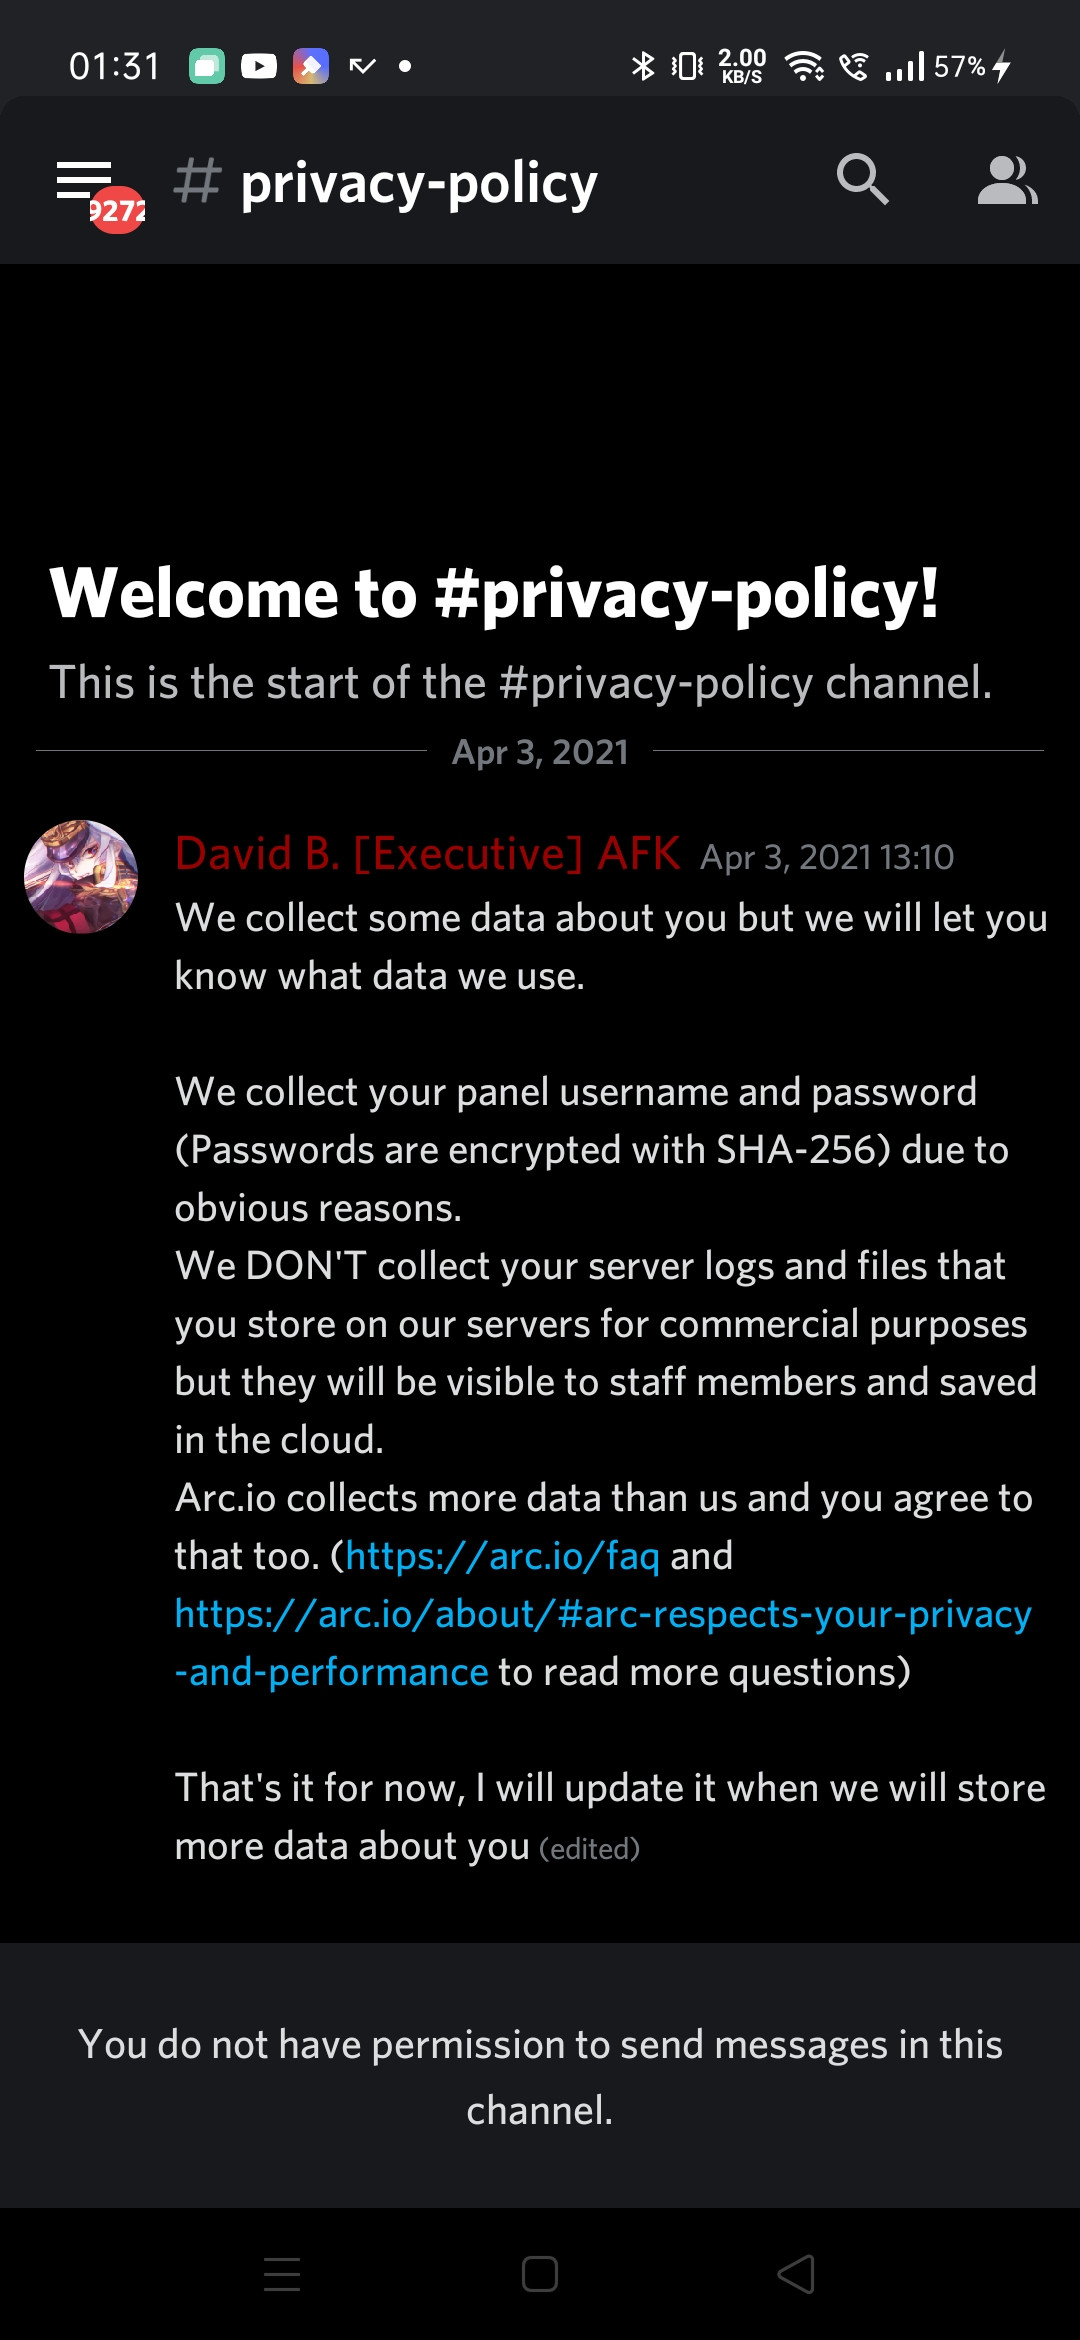 01:31
2.00
KB/S
57%
9272
# privacy-policy
Welcome to #privacy-policy!
This is the start of the #privacy-policy channel.
Apr 3, 2021
David B. [Executive] AFK Apr 3, 2021 13:10
We collect some data about you but we will let you
know what data we use.
We collect your panel username and password
(Passwords are encrypted with SHA-256) due to
obvious reasons.
We DON'T collect your server logs and files that
you store on our servers for commercial purposes
but they will be visible to staff members and saved
in the cloud.
Arc.io collects more data than us and you agree to
that too. (https://arc.io/faq and
https://arc.io/about/#arc-respects-your-privacy
-and-performance to read more questions)
That's it for now, I will update it when we will store
more data about you (edited)
You do not have permission to send messages in this
channel.